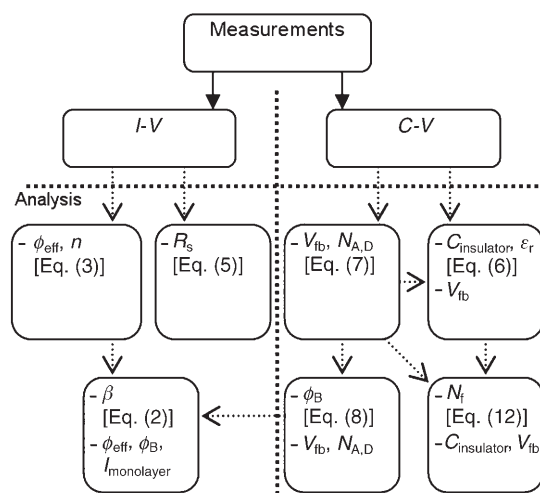 Measurements
I-V
C-V
Analysis
- ϕeff, n
[Eq. (3)]
- Rs
[Eq. (5)]
- Vfb, NA,D
[Eq. (7)]
- Cinsulator, εr
[Eq. (6)]
- Vfb
- β
[Eq. (2)]
- ϕeff, ϕB,
lmonolayer
- ϕB
[Eq. (8)]
- Vfb, NA,D
- Nf
[Eq. (12)]
- Cinsulator, Vfb